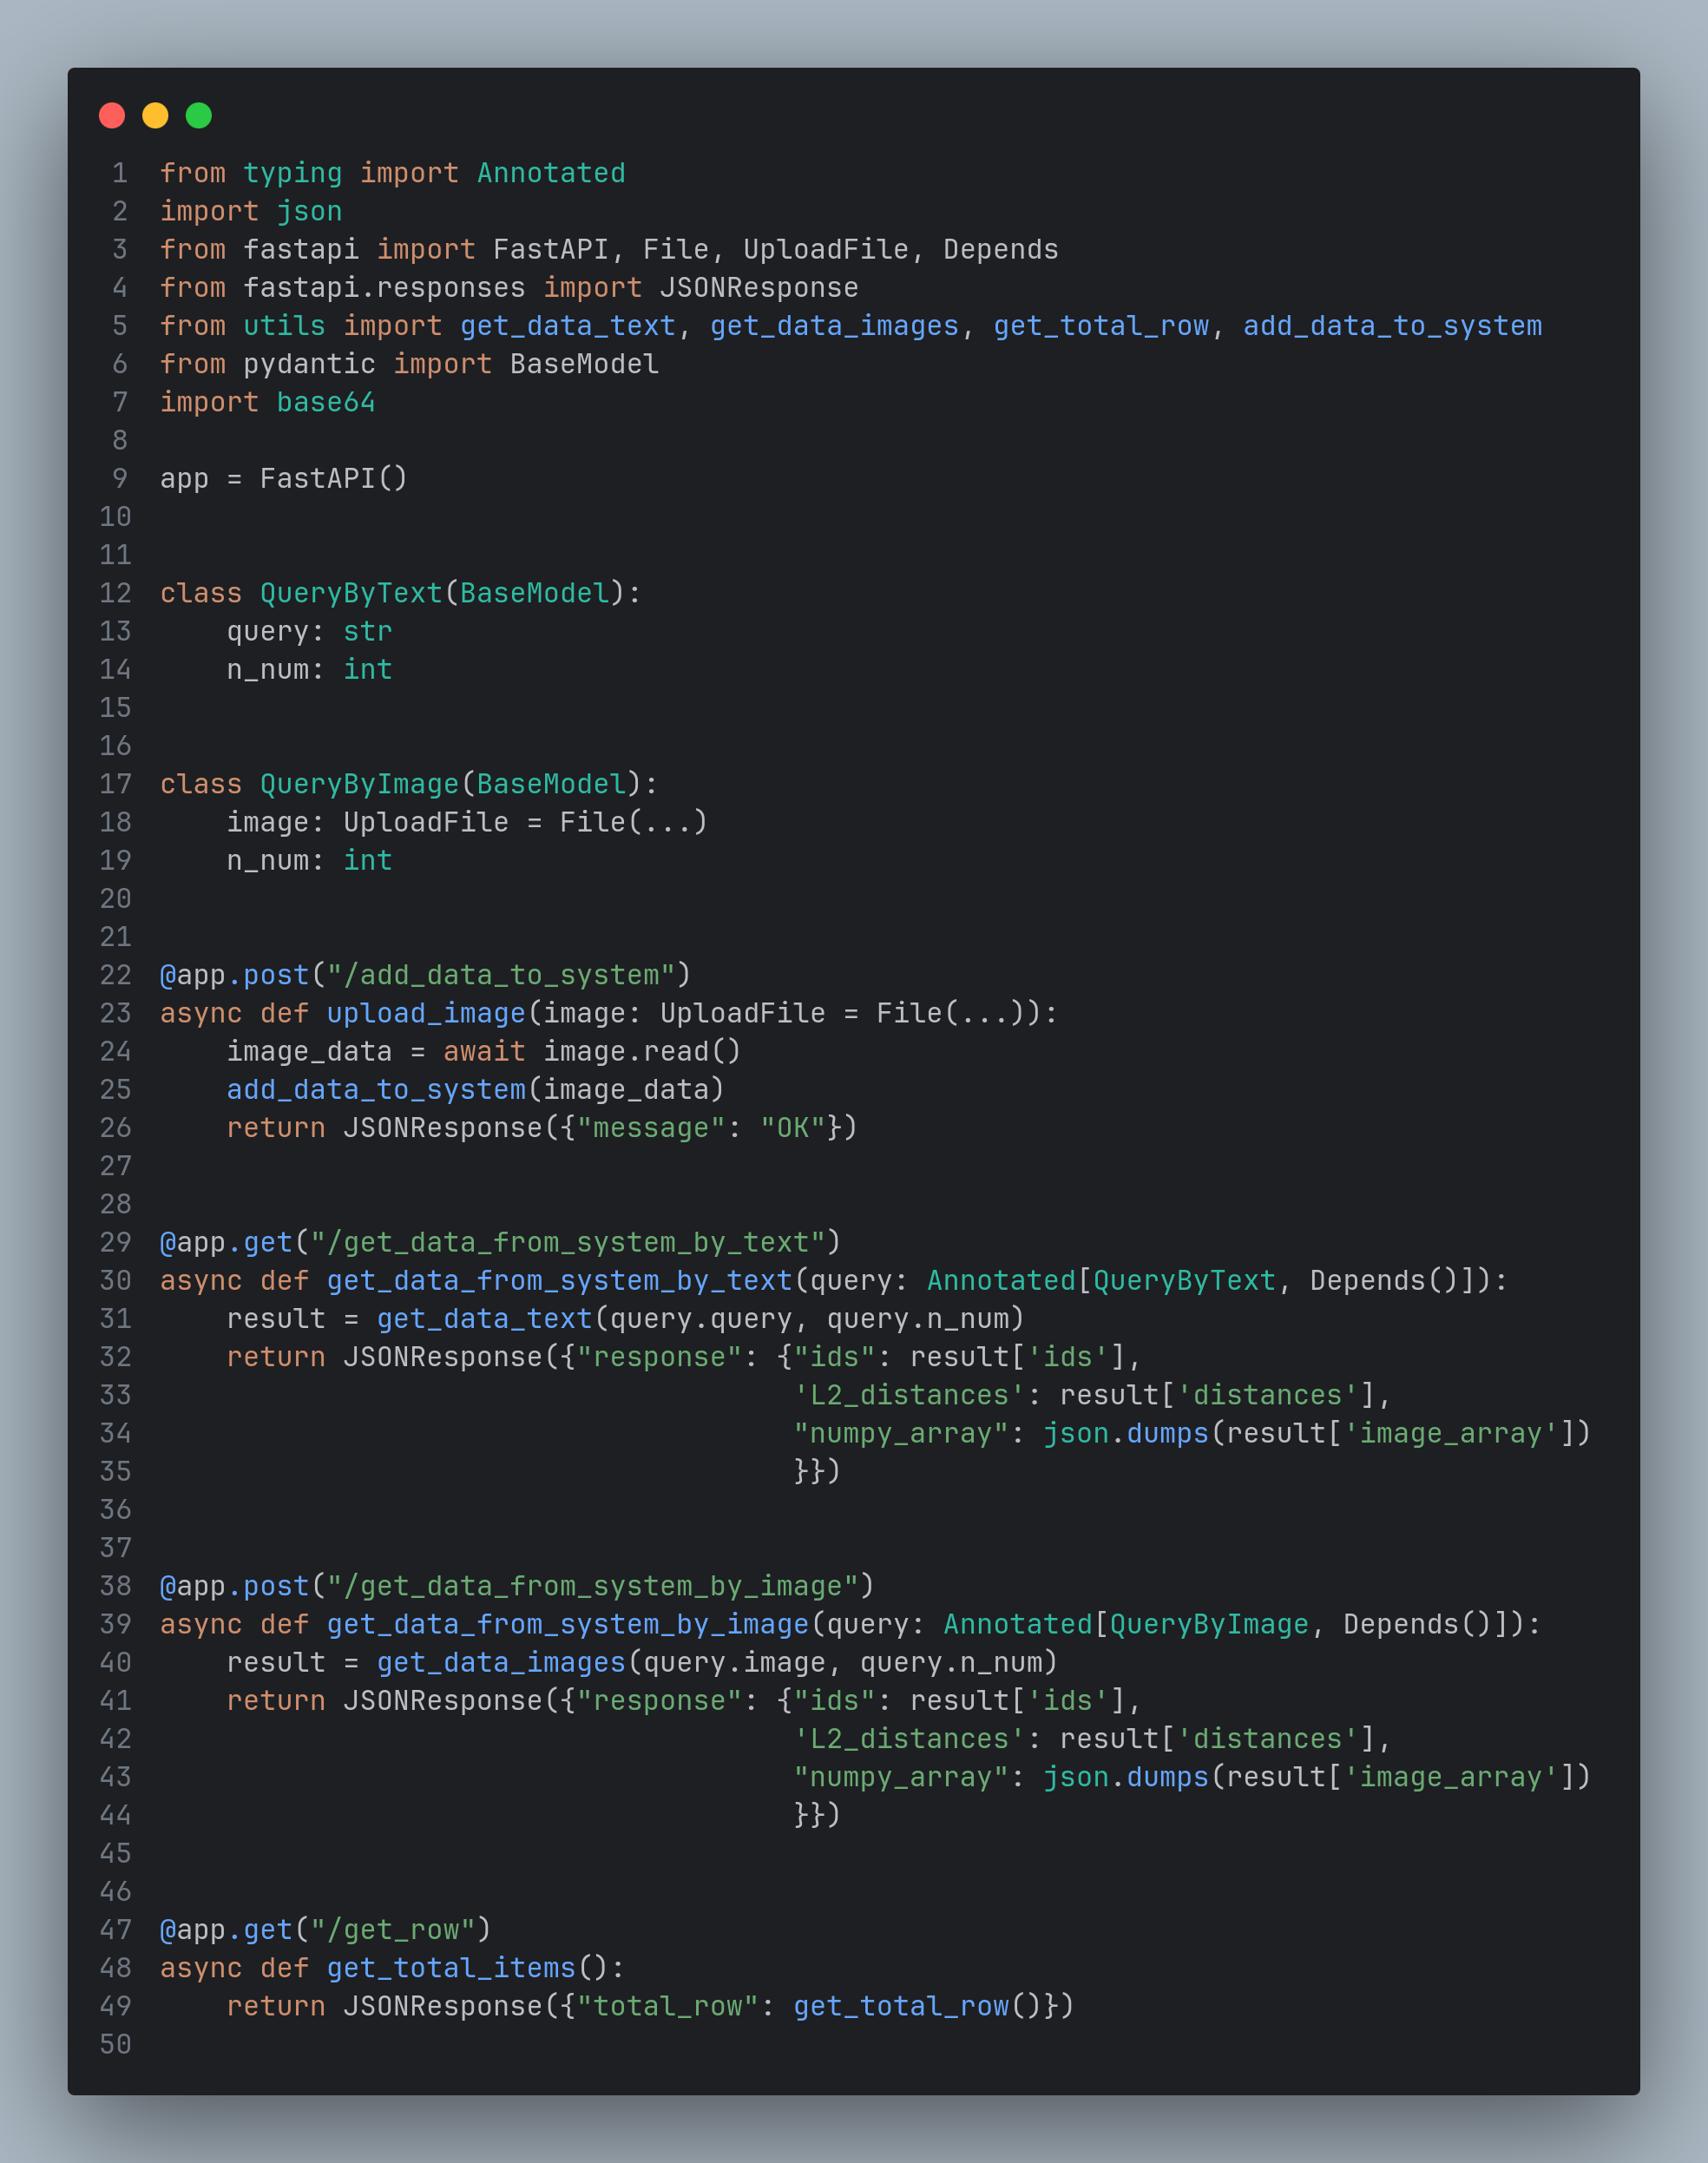 1 from typing import Annotated
2 import json
3 from fastapi import FastAPI, File, UploadFile, Depends
4 from fastapi.responses import JSONResponse
5 from utils import get_data_text, get_data_images, get_total_row, add_data_to_system
6 from pydantic import BaseModel
7 import base64
8
9 app = FastAPI()
10
11
12 class QueryByText(BaseModel):
13     query: str
14     n_num: int
15
16
17 class QueryByImage(BaseModel):
18     image: UploadFile = File(...)
19     n_num: int
20
21
22 @app.post("/add_data_to_system")
23 async def upload_image(image: UploadFile = File(...)):
24     image_data = await image.read()
25     add_data_to_system(image_data)
26     return JSONResponse({"message": "OK"})
27
28
29 @app.get("/get_data_from_system_by_text")
30 async def get_data_from_system_by_text(query: Annotated[QueryByText, Depends()]):
31     result = get_data_text(query.query, query.n_num)
32     return JSONResponse({"response": {"ids": result['ids'],
33                                       'L2_distances': result['distances'],
34                                       "numpy_array": json.dumps(result['image_array'])
35                                       }})
36
37
38 @app.post("/get_data_from_system_by_image")
39 async def get_data_from_system_by_image(query: Annotated[QueryByImage, Depends()]):
40     result = get_data_images(query.image, query.n_num)
41     return JSONResponse({"response": {"ids": result['ids'],
42                                       'L2_distances': result['distances'],
43                                       "numpy_array": json.dumps(result['image_array'])
44                                       }})
45
46
47 @app.get("/get_row")
48 async def get_total_items():
49     return JSONResponse({"total_row": get_total_row()})
50